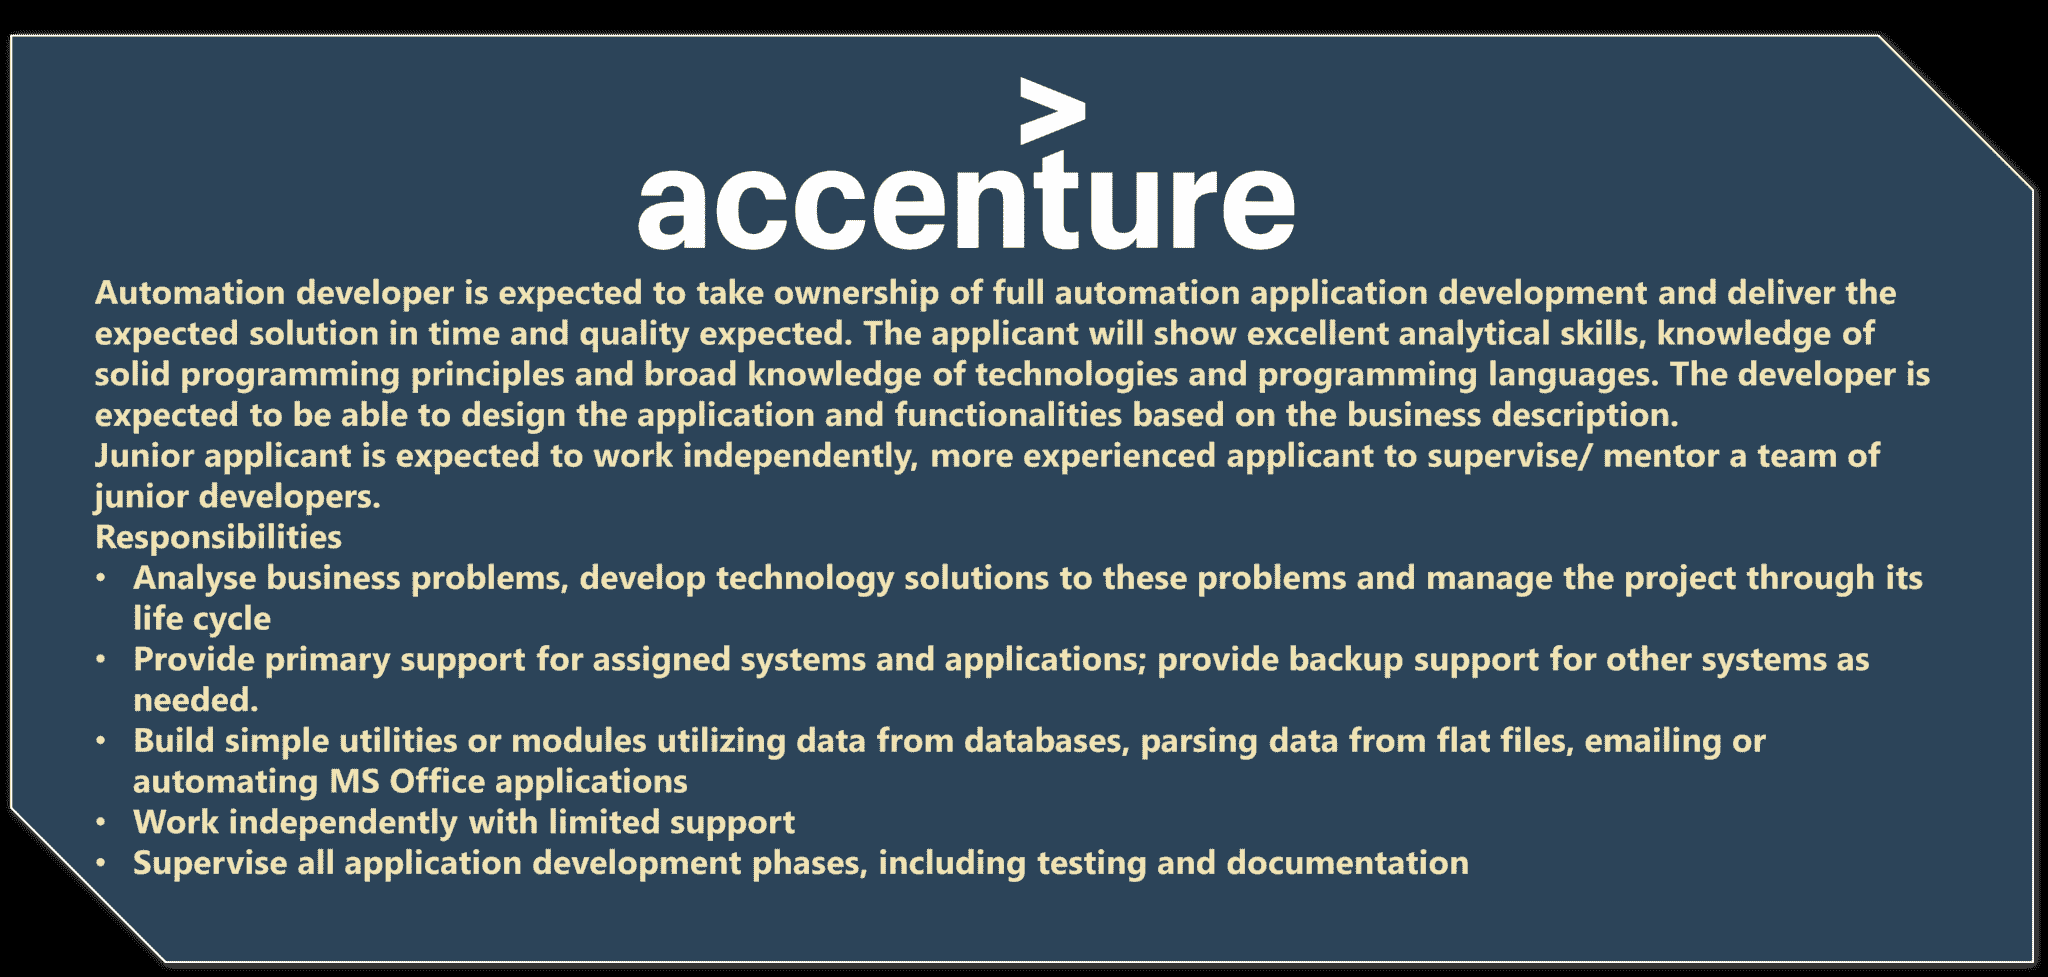 >
accenture
Automation developer is expected to take ownership of full automation application development and deliver the
expected solution in time and quality expected. The applicant will show excellent analytical skills, knowledge of
solid programming principles and broad knowledge of technologies and programming languages. The developer is
expected to be able to design the application and functionalities based on the business description.
Junior applicant is expected to work independently, more experienced applicant to supervise/ mentor a team of
junior developers.
Responsibilities
• Analyse business problems, develop technology solutions to these problems and manage the project through its
life cycle
• Provide primary support for assigned systems and applications; provide backup support for other systems as
needed.
• Build simple utilities or modules utilizing data from databases, parsing data from flat files, emailing or
automating MS Office applications
• Work independently with limited support
• Supervise all application development phases, including testing and documentation